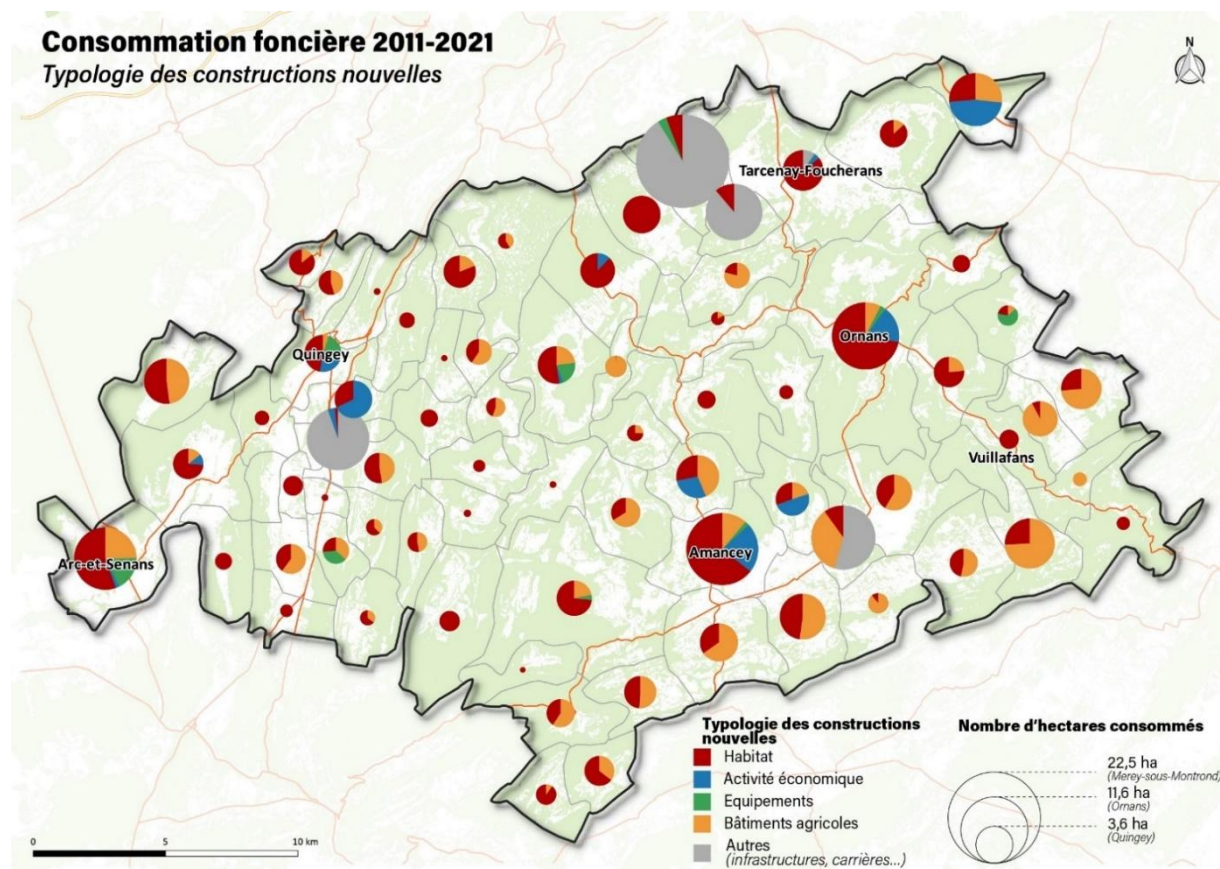 Consommation foncière 2011-2021
Typologie des constructions nouvelles
N
Tarcenay-Foucherans
Ornans
Quingey
Vuillafans
Amancey
Arc-et-Senans
Typologie des constructions
nouvelles
Habitat
Activité économique
Equipements
Bâtiments agricoles
Autres
(infrastructures, carrières...)
Nombre d'hectares consommés
22,5 ha
(Merey-sous-Montrond)
11,6 ha
(Ornans)
3,6 ha
(Quingey)
0 5 10 km